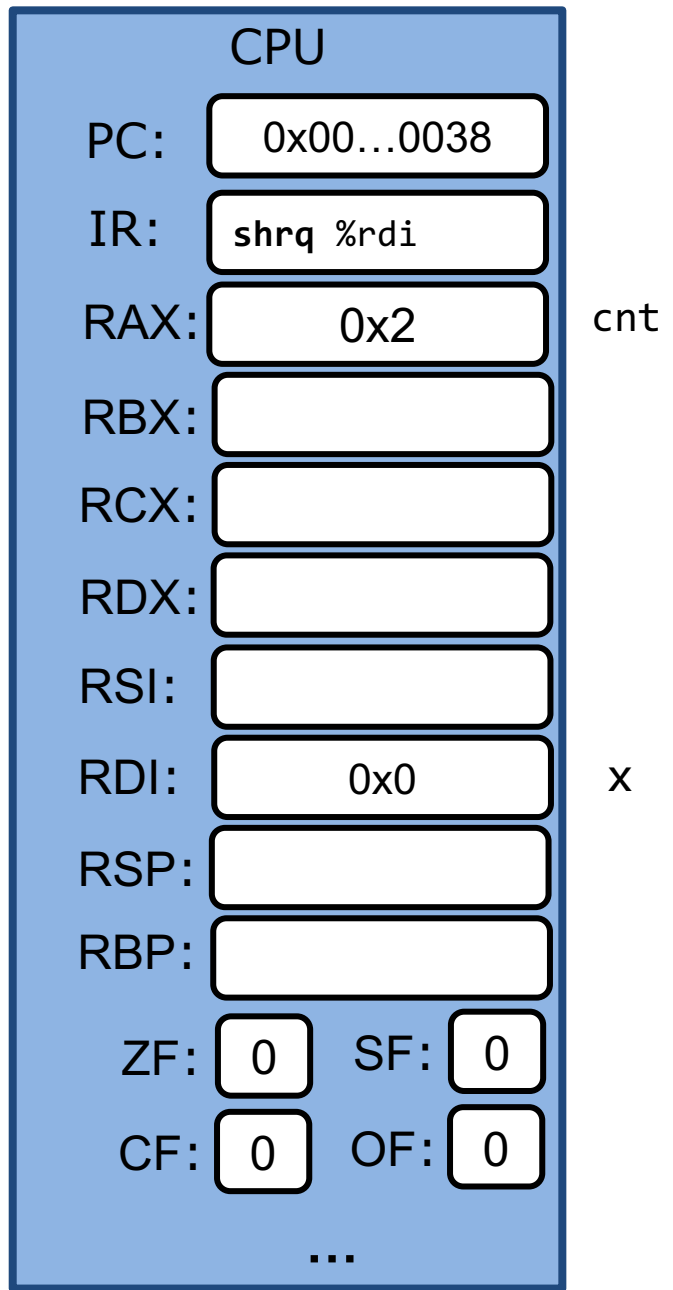 CPU
PC: 0x00...0038
IR: shrq %rdi
RAX: 0x2 cnt
RBX:
RCX:
RDX:
RSI:
RDI: 0x0 x
RSP:
RBP:
ZF: 0 SF: 0
CF: 0 OF: 0
...